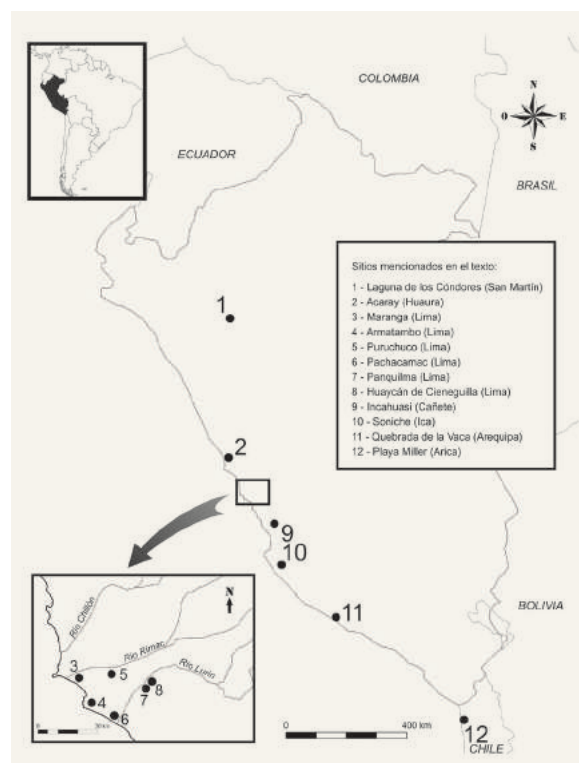 COLOMBIA
ECUADOR
N
O
E
S
BRASIL
Sitios mencionados en el texto:
1 - Laguna de los Cóndores (San Martín)
2 - Acaray (Huaura)
3 - Maranga (Lima)
4 - Armatambo (Lima)
5 - Puruchuco (Lima)
6 - Pachacamac (Lima)
7 - Panquilma (Lima)
8 - Huaycán de Cieneguilla (Lima)
9 - Incahuasi (Cañete)
10 - Soniche (Ica)
11 - Quebrada de la Vaca (Arequipa)
12 - Playa Miller (Arica)
1
2
9
10
11
BOLIVIA
N
Río Chillón
Río Rímac
Río Lurín
3
5
4
7
8
6
0
0
400 km
12
CHILE